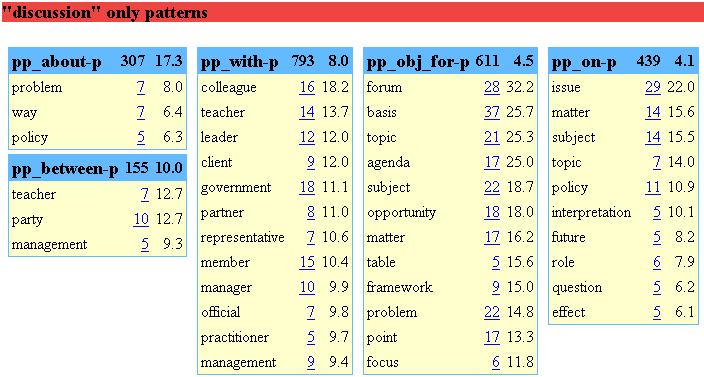 "discussion" only patterns
pp_about-p 307 17.3
problem 7 8.0
way 7 6.4
policy 5 6.3
pp_between-p 155 10.0
teacher 7 12.7
party 10 12.7
management 5 9.3
pp_with-p 793 8.0
colleague 16 18.2
teacher 14 13.7
leader 12 12.0
client 9 12.0
government 18 11.1
partner 8 11.0
representative 7 10.6
member 15 10.4
manager 10 9.9
official 7 9.8
practitioner 5 9.7
management 9 9.4
pp_obj_for-p 611 4.5
forum 28 32.2
basis 37 25.7
topic 21 25.3
agenda 17 25.0
subject 22 18.7
opportunity 18 18.0
matter 17 16.2
table 5 15.6
framework 9 15.0
problem 22 14.8
point 17 13.3
focus 6 11.8
pp_on-p 439 4.1
issue 29 22.0
matter 14 15.6
subject 14 15.5
topic 7 14.0
policy 11 10.9
interpretation 5 10.1
future 5 8.2
role 6 7.9
question 5 6.2
effect 5 6.1